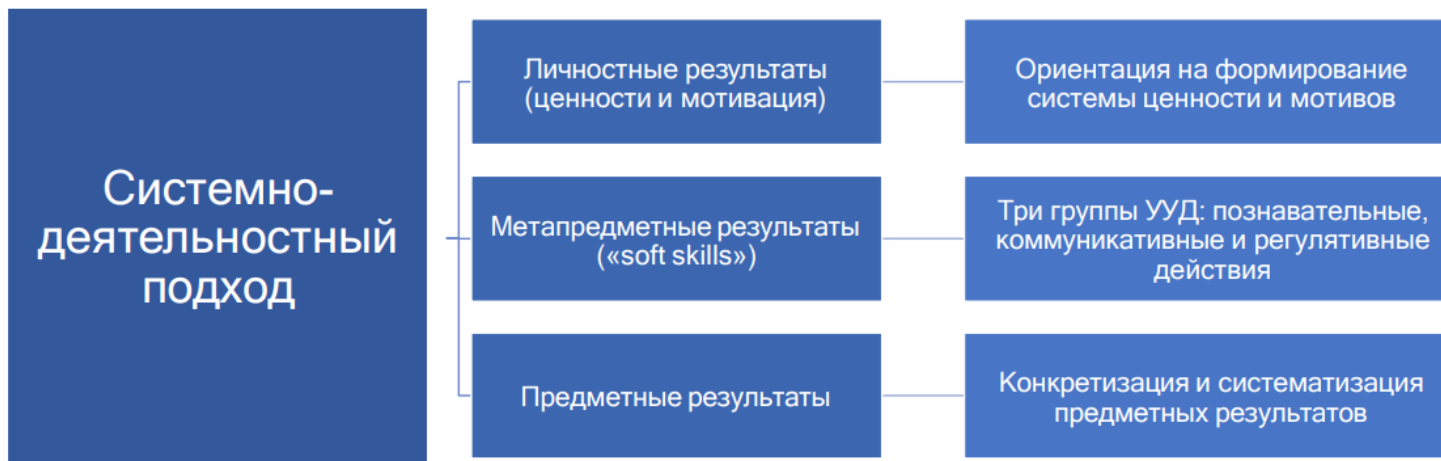 Системно-
деятельностный
подход
Личностные результаты
(ценности и мотивация)
Ориентация на формирование
системы ценности и мотивов
Метапредметные результаты
(«soft skills»)
Три группы УУД: познавательные,
коммуникативные и регулятивные
действия
Предметные результаты
Конкретизация и систематизация
предметных результатов